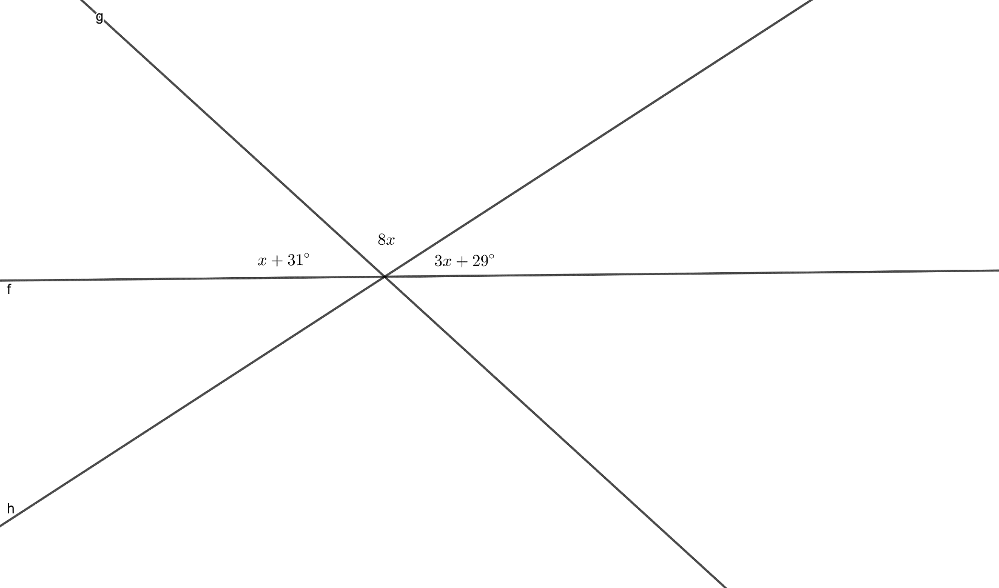 g
8x
x + 31°
3x + 29°
f
h